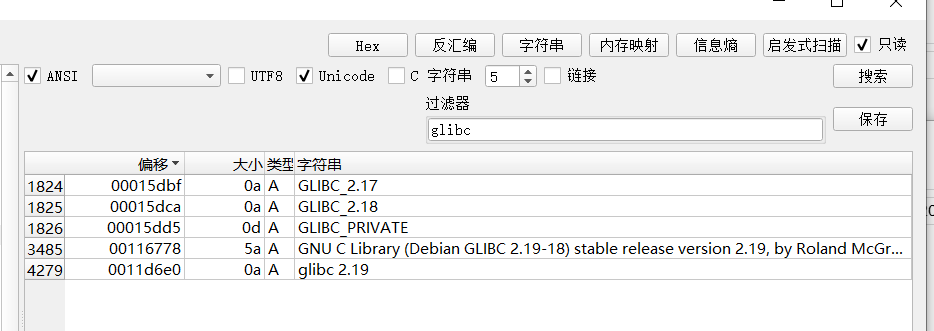 Hex 反汇编 字符串 内存映射 信息熵 启发式扫描 只读
ANSI UTF8 Unicode C 字符串 5 链接 搜索
过滤器
glibc 保存
偏移 大小 类型 字符串
1824 00015dbf 0a A GLIBC_2.17
1825 00015dca 0a A GLIBC_2.18
1826 00015dd5 0d A GLIBC_PRIVATE
3485 00116778 5a A GNU C Library (Debian GLIBC 2.19-18) stable release version 2.19, by Roland McGr...
4279 0011d6e0 0a A glibc 2.19